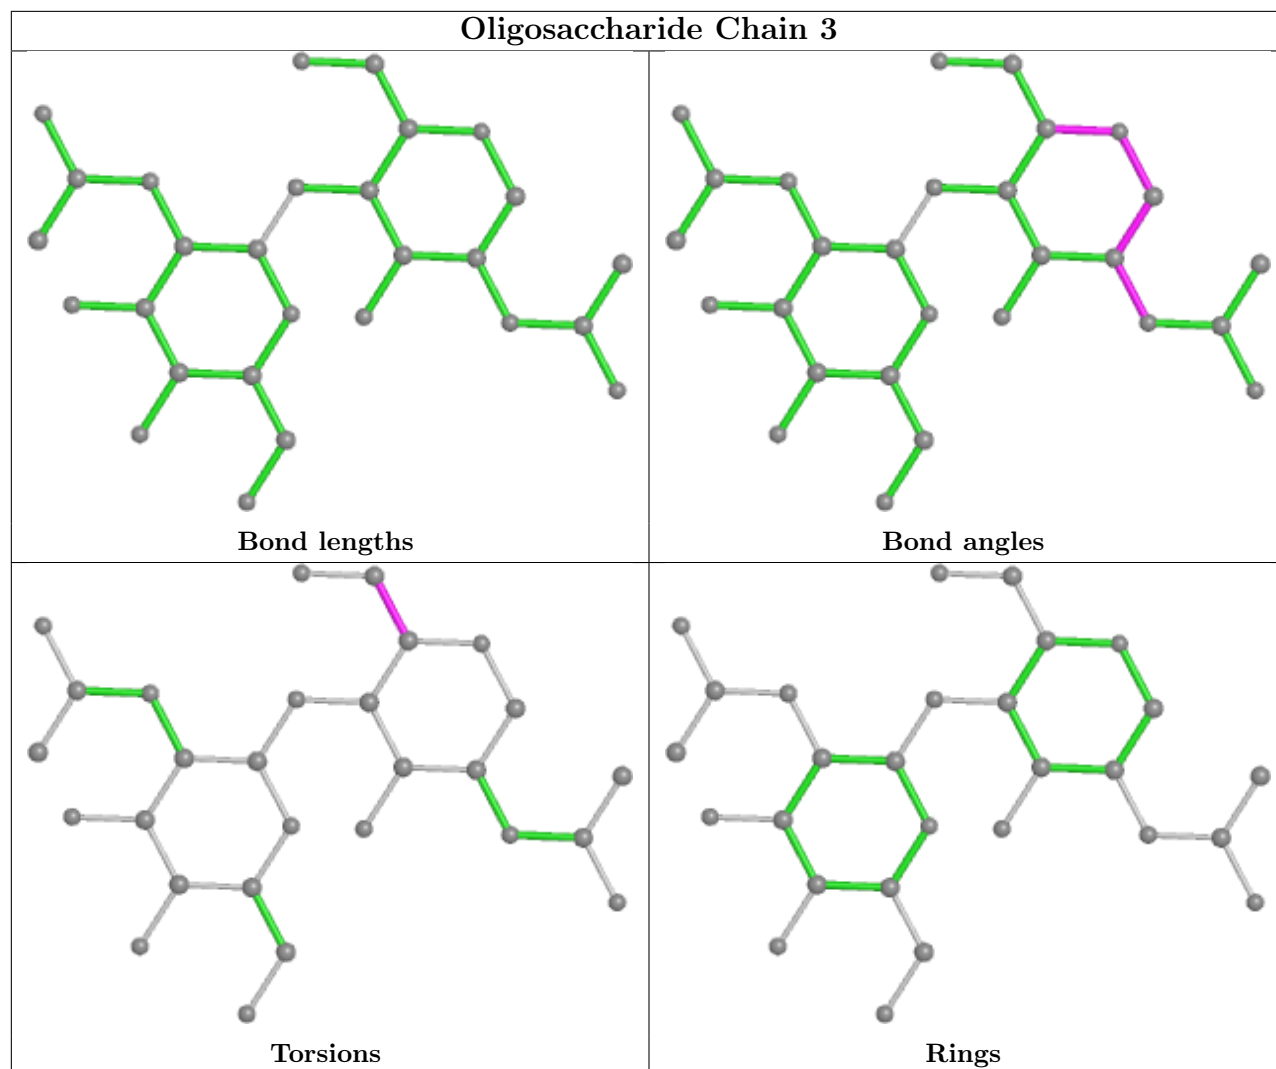 Oligosaccharide Chain 3
Bond lengths
Bond angles
Torsions
Rings